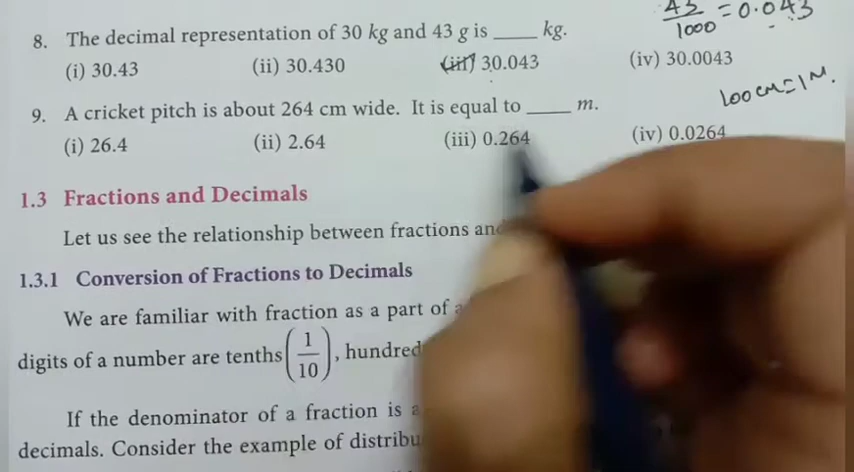 43/1000 = 0.043
8. The decimal representation of 30 kg and 43 g is ____ kg.
(i) 30.43 (ii) 30.430 (iii) 30.043 (iv) 30.0043
100 cm = 1 M.
9. A cricket pitch is about 264 cm wide. It is equal to ____ m.
(i) 26.4 (ii) 2.64 (iii) 0.264 (iv) 0.0264
1.3 Fractions and Decimals
Let us see the relationship between fractions and
1.3.1 Conversion of Fractions to Decimals
We are familiar with fraction as a part of a
digits of a number are tenths (1/10), hundred
If the denominator of a fraction is a
decimals. Consider the example of distribu